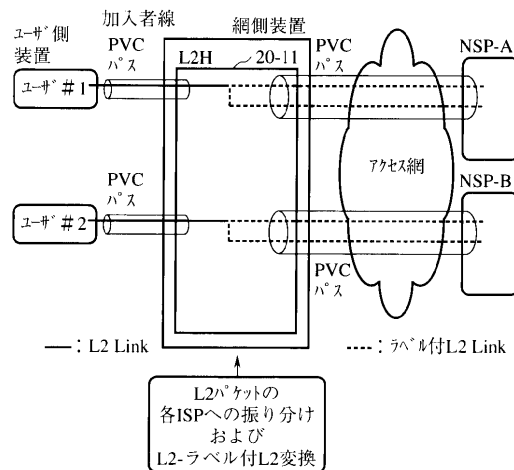 加入者線
網側装置
ユーザ側
装置
PVC
パス
L2H
20-11
PVC
パス
NSP-A
ユーザ#1
アクセス網
PVC
パス
NSP-B
ユーザ#2
PVC
パス
—:L2 Link
-----:ラベル付L2 Link
L2パケットの
各ISPへの振り分け
および
L2-ラベル付L2変換